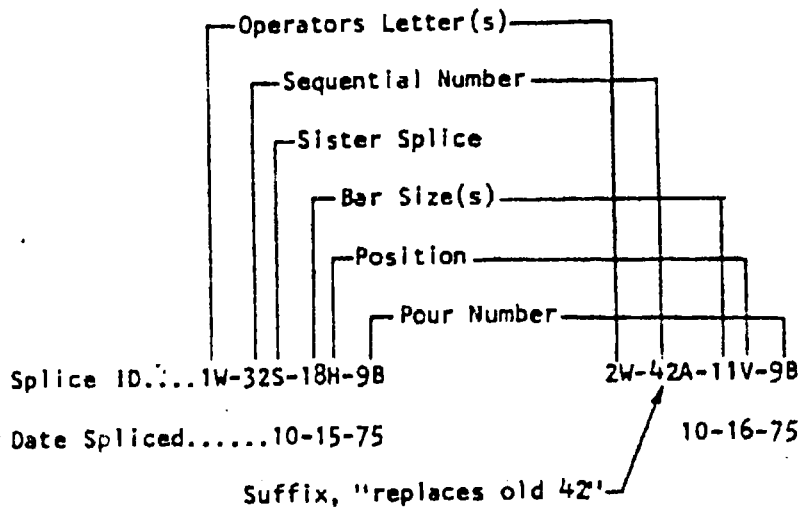 Operators Letter(s)
Sequential Number
Sister Splice
Bar Size(s)
Position
Pour Number
Splice ID.....1W-32S-18H-9B 2W-42A-11V-9B
Date Spliced......10-15-75 10-16-75
Suffix, "replaces old 42"